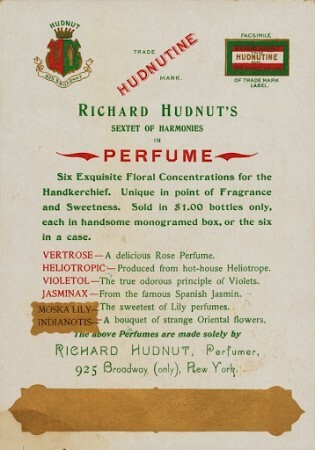 HUDNUT
TRADE
HUDNUTINE
MARK.
FACSIMILE
HUDNUTINE
OF TRADE MARK
LABEL.
RICHARD HUDNUT'S
SEXTET OF HARMONIES
IN
PERFUME
Six Exquisite Floral Concentrations for the
Handkerchief. Unique in point of Fragrance
and Sweetness. Sold in $1.00 bottles only,
each in handsome monogramed box, or the six
in a case.
VERTROSE—A delicious Rose Perfume.
HELIOTROPIC—Produced from hot-house Heliotrope.
VIOLETOL—The true odorous principle of Violets.
JASMINAX—From the famous Spanish Jasmin.
MOSKA LILY—The sweetest of Lily perfumes.
INDIANOTIS—A bouquet of strange Oriental flowers.
The above Perfumes are made solely by
RICHARD HUDNUT, Perfumer,
925 Broadway (only), New York.